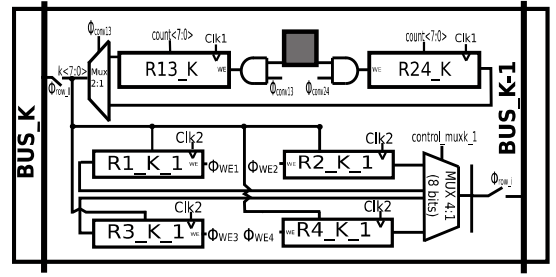 Φconv13
count<7:0>
Clk1
count<7:0>
Clk1
k<7:0>
Mux
2:1
R13_K
WE
WE
R24_K
Φconv13
Φconv24
Φrow_i
BUS_K
BUS_K-1
Clk2
Clk2
control_muxk_1
R1_K_1
WE
ΦWE1
ΦWE2
WE
R2_K_1
MUX 4:1
(8 bits)
Φrow_i
Clk2
Clk2
R3_K_1
WE
ΦWE3
ΦWE4
WE
R4_K_1